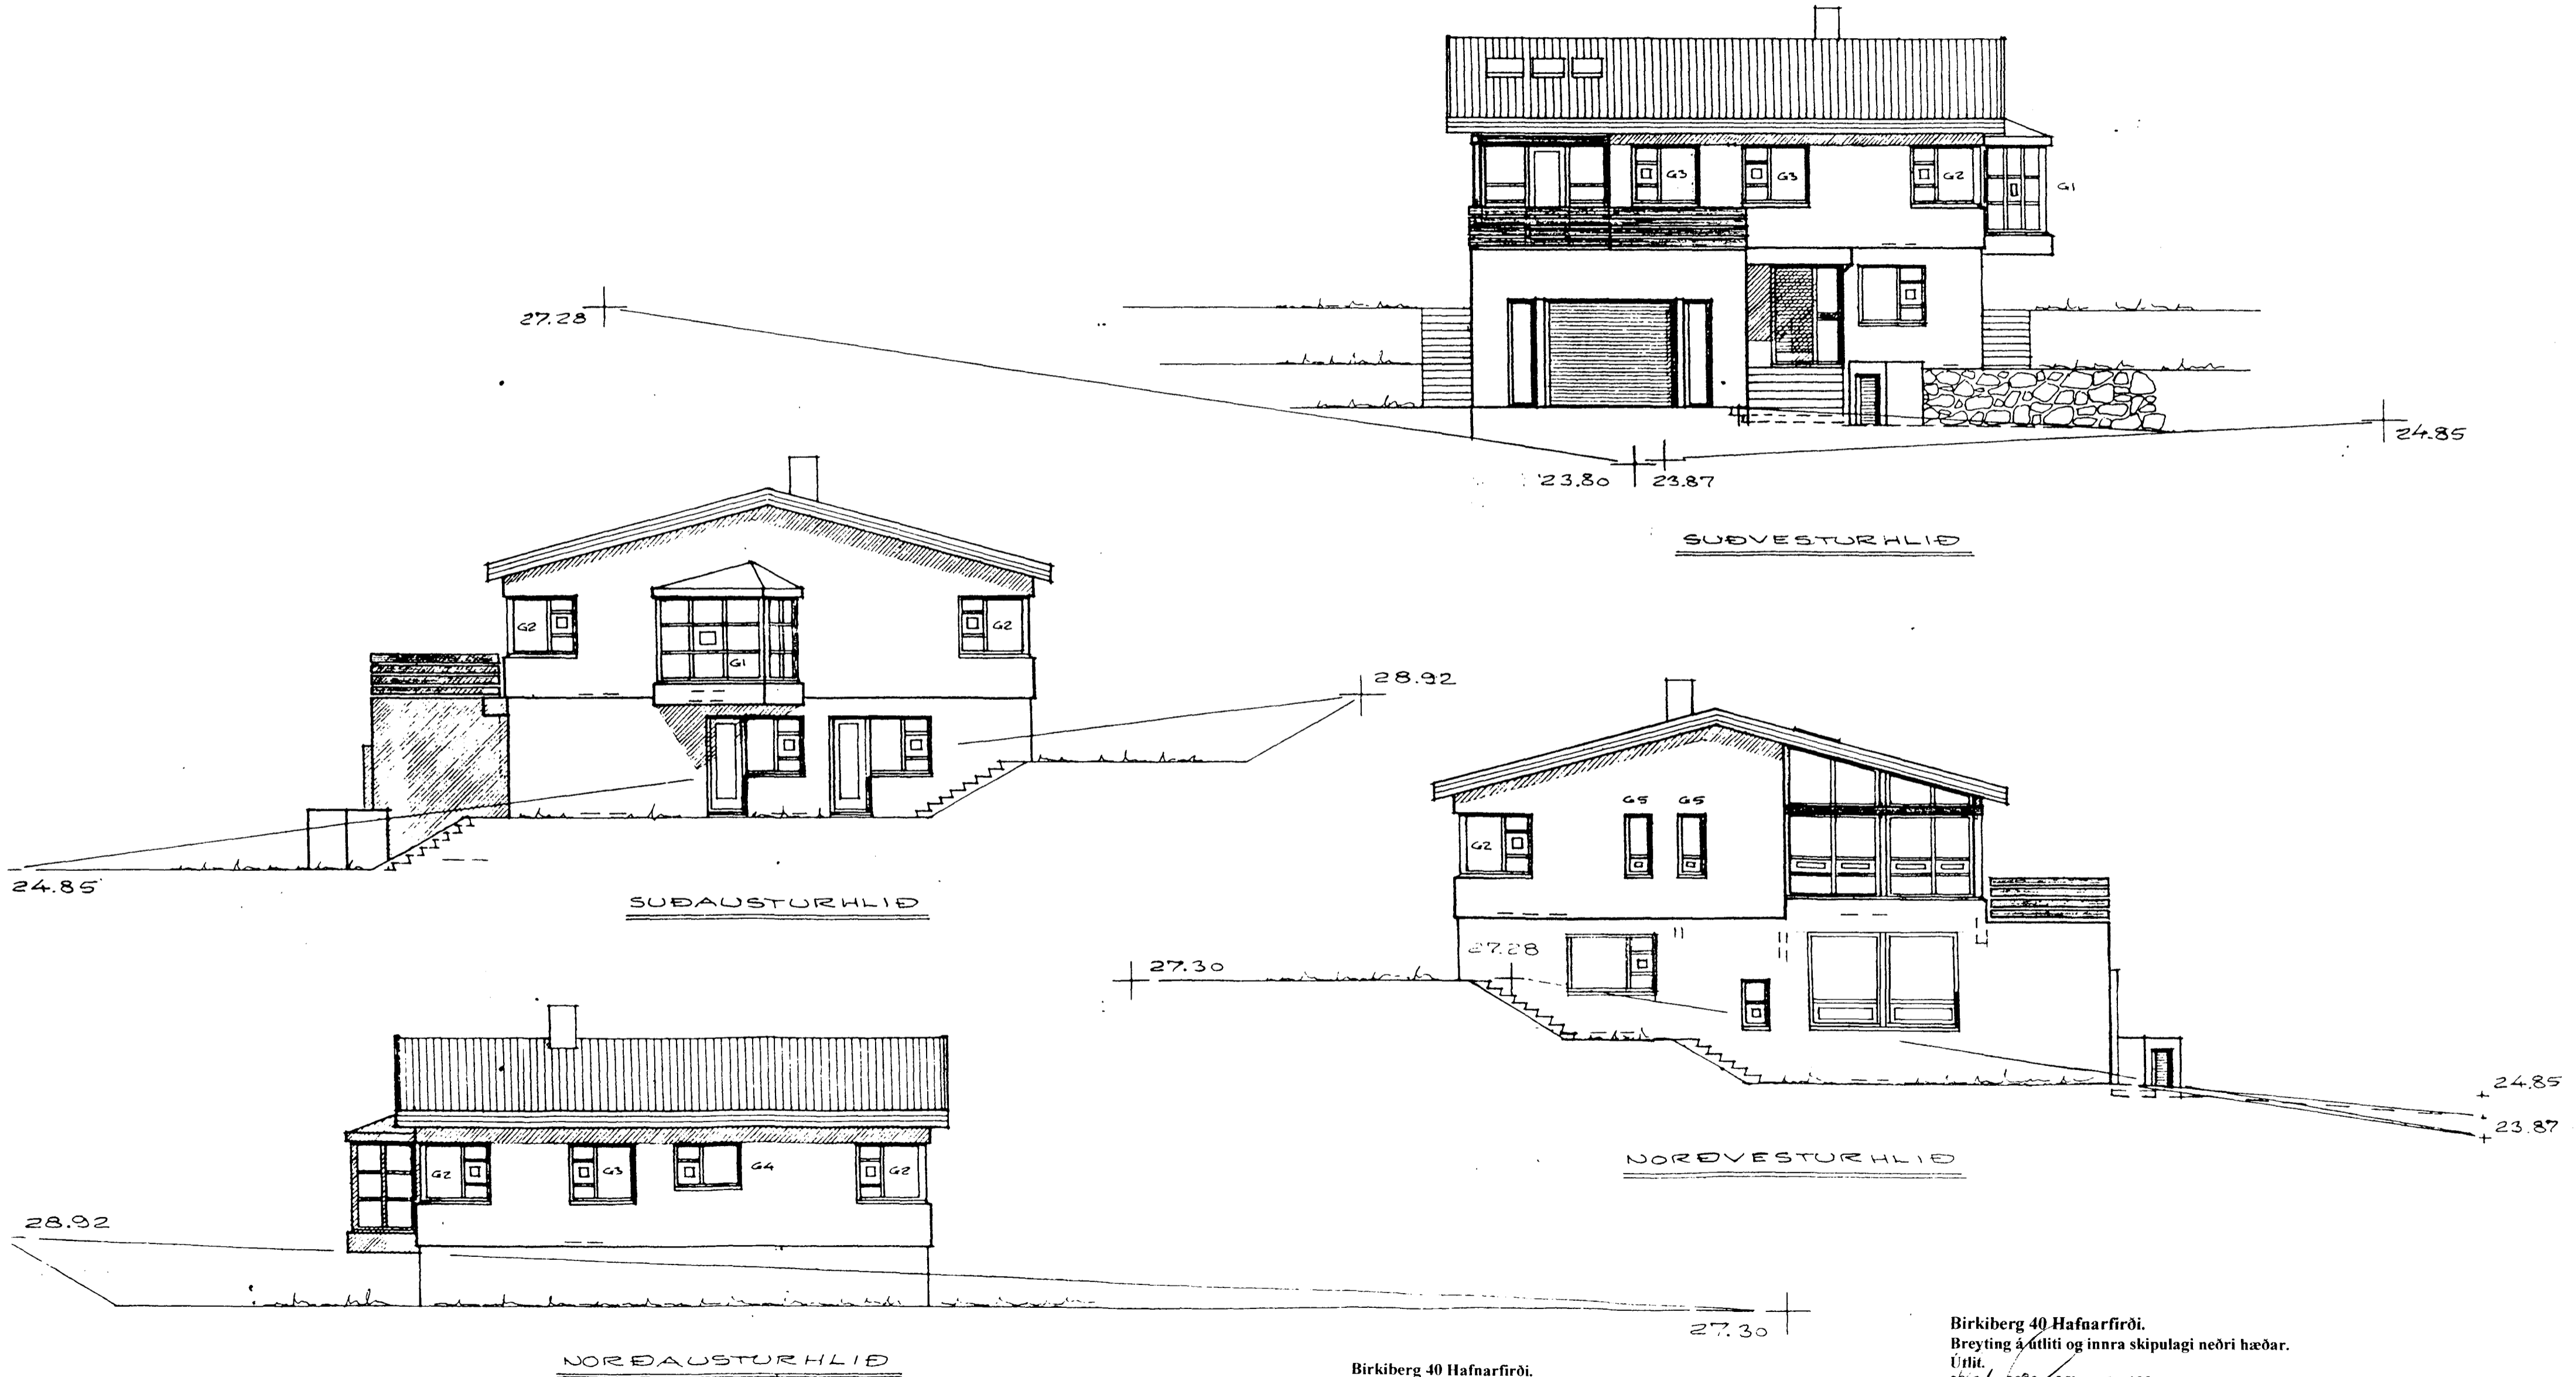 G3
G3
G2
G1
27.28
24.85
23.80
23.87
SUÐVESTURHLIÐ
G2
G2
G1
28.92
24.85
SUÐAUSTURHLIÐ
G5
G5
G2
27.28
27.30
24.85
23.87
NORÐVESTURHLIÐ
G2
G3
G4
G2
28.92
27.30
NORÐAUSTURHLIÐ
Birkiberg 40 Hafnarfirði.
Birkiberg 40 Hafnarfirði.
Breyting á útliti og innra skipulagi neðri hæðar.
Útlit.